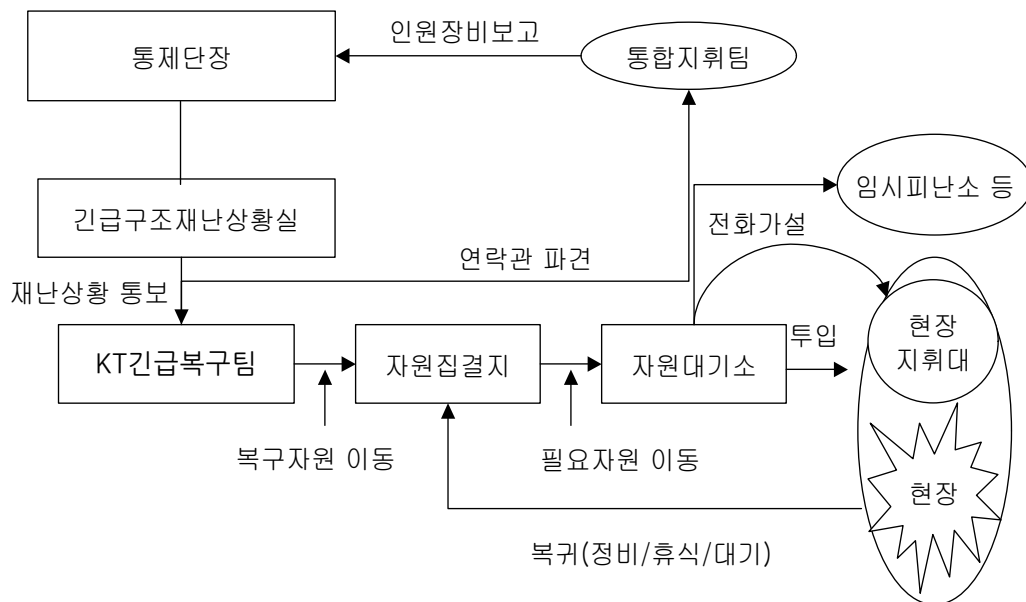 인원장비보고
통제단장
통합지휘팀
임시피난소 등
긴급구조재난상황실
전화가설
연락관 파견
재난상황 통보
현장
지휘대
투입
KT긴급복구팀
자원집결지
자원대기소
복구자원 이동
필요자원 이동
현장
복귀(정비/휴식/대기)